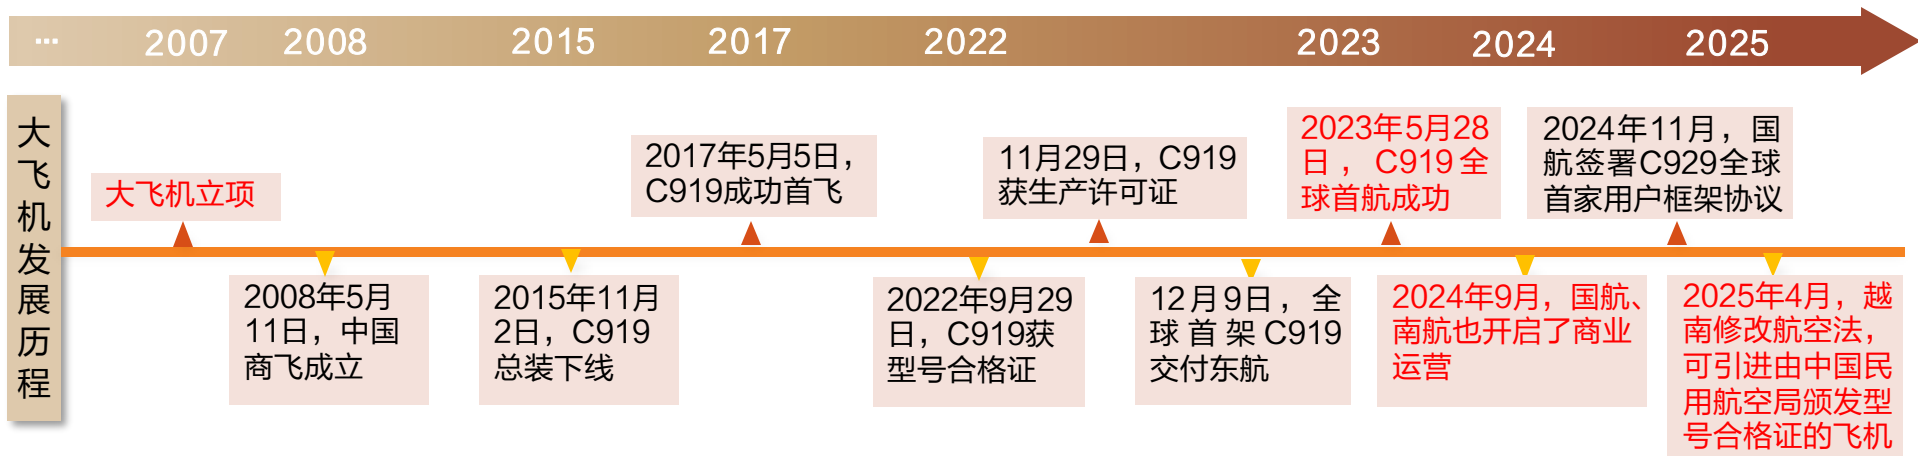 ... 2007 2008 2015 2017 2022 2023 2024 2025
大飞机发展历程
大飞机立项
2008年5月
11日，中国
商飞成立
2015年11月
2日，C919
总装下线
2017年5月5日，
C919成功首飞
2022年9月29
日，C919获
型号合格证
11月29日，C919
获生产许可证
12月9日，全
球首架C919
交付东航
2023年5月28
日，C919全
球首航成功
2024年9月，国航、
南航也开启了商业
运营
2024年11月，国
航签署C929全球
首家用户框架协议
2025年4月，越
南修改航空法，
可引进由中国民
用航空局颁发型
号合格证的飞机